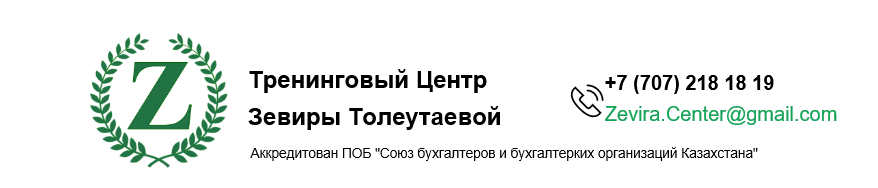 Z
Тренинговый Центр
Зевиры Толеутаевой
+7 (707) 218 18 19
Zevira.Center@gmail.com
Аккредитован ПОБ "Союз бухгалтеров и бухгалтерких организаций Казахстана"